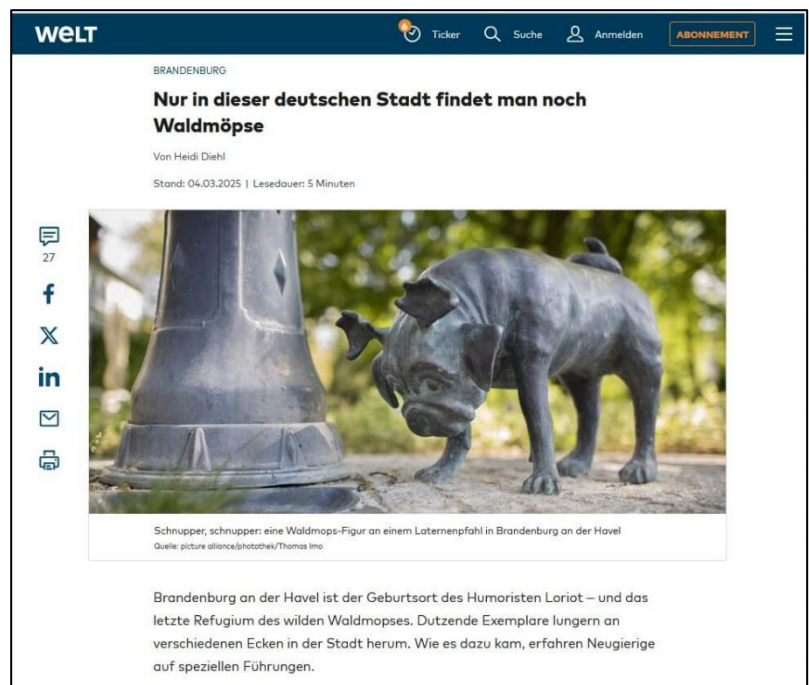 WELT
6
Ticker
Suche
Anmelden
ABONNEMENT
BRANDENBURG
Nur in dieser deutschen Stadt findet man noch
Waldmöpse
Von Heidi Diehl
Stand: 04.03.2025 | Lesedauer: 5 Minuten
27
f
X
in
Schnupper, schnupper: eine Waldmops-Figur an einem Laternenpfahl in Brandenburg an der Havel
Quelle: picture alliance/photothek/Thomas Imo
Brandenburg an der Havel ist der Geburtsort des Humoristen Loriot – und das
letzte Refugium des wilden Waldmopses. Dutzende Exemplare lungern an
verschiedenen Ecken in der Stadt herum. Wie es dazu kam, erfahren Neugierige
auf speziellen Führungen.